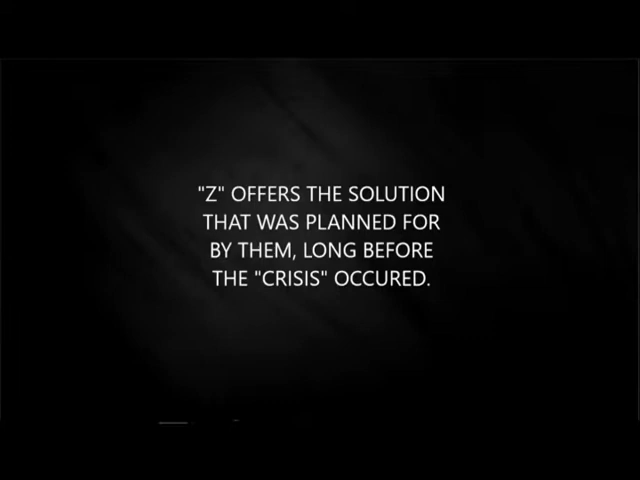 "Z" OFFERS THE SOLUTION
THAT WAS PLANNED FOR
BY THEM, LONG BEFORE
THE "CRISIS" OCCURED.